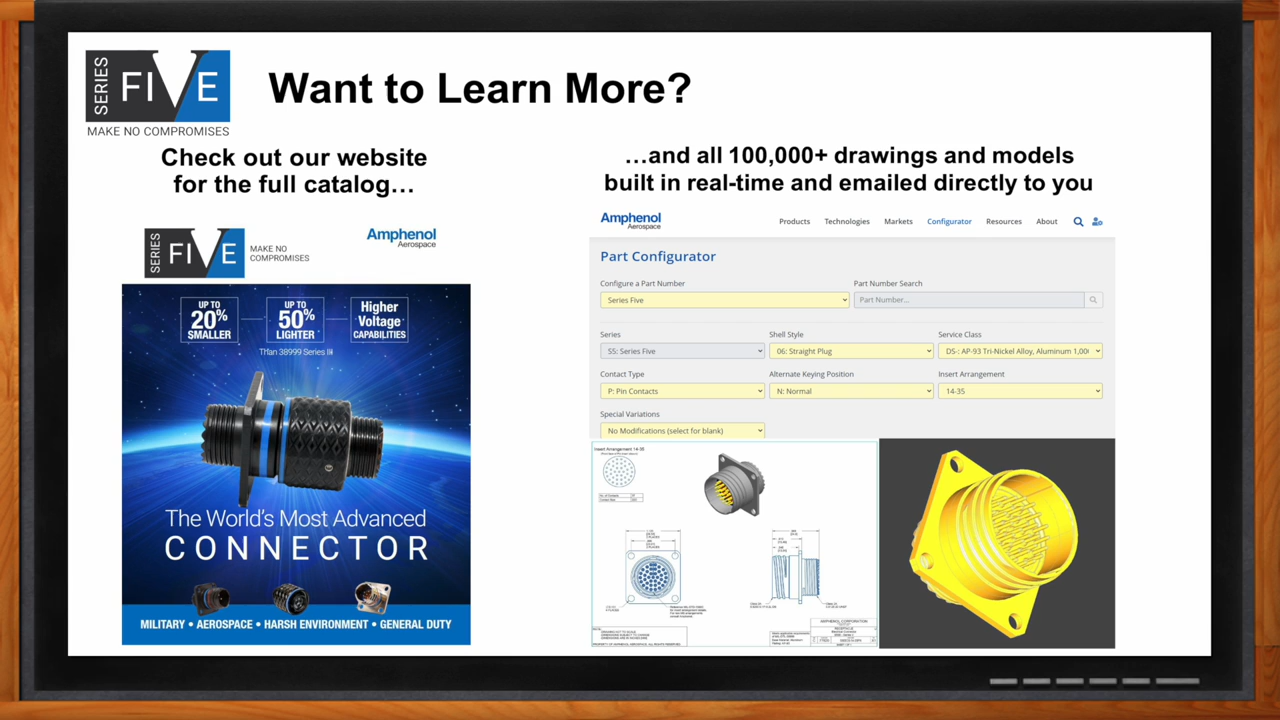 SERIES
FIVE
MAKE NO COMPROMISES
Want to Learn More?
Check out our website
for the full catalog...
SERIES
FIVE
MAKE NO
COMPROMISES
Amphenol
Aerospace
UP TO
20%
SMALLER
UP TO
50%
LIGHTER
Higher
Voltage
CAPABILITIES
Than 38999 Series III
The World's Most Advanced
CONNECTOR
MILITARY • AEROSPACE • HARSH ENVIRONMENT • GENERAL DUTY
...and all 100,000+ drawings and models
built in real-time and emailed directly to you
Amphenol
Aerospace
Products Technologies Markets Configurator Resources About
Part Configurator
Configure a Part Number Part Number Search
Series Five Part Number...
Series Shell Style Service Class
S5: Series Five 06: Straight Plug DS-: AP-93 Tri-Nickel Alloy, Aluminum 1,00
Contact Type Alternate Keying Position Insert Arrangement
P: Pin Contacts N: Normal 14-35
Special Variations
No Modifications (select for blank)
Insert Arrangement 14-35
AMPHENOL CORPORATION